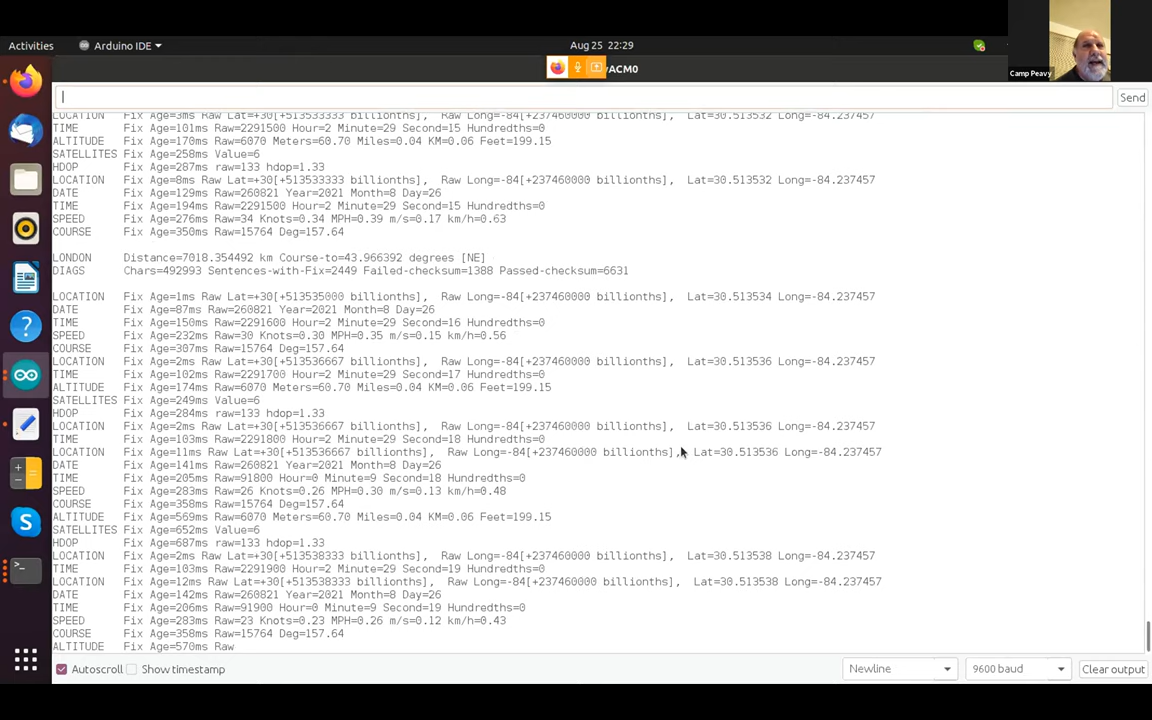 Activities
Arduino IDE
Aug 25 22:29
yACM0
Camp Peavy
Send
LOCATION Fix Age=3ms Raw Lat=+30[+513533333 billionths], Raw Long=-84[+237460000 billionths], Lat=30.513532 Long=-84.237457
TIME Fix Age=101ms Raw=2291500 Hour=2 Minute=29 Second=15 Hundredths=0
ALTITUDE Fix Age=170ms Raw=6070 Meters=60.70 Miles=0.04 KM=0.06 Feet=199.15
SATELLITES Fix Age=258ms Value=6
HDOP Fix Age=287ms raw=133 hdop=1.33
LOCATION Fix Age=8ms Raw Lat=+30[+513533333 billionths], Raw Long=-84[+237460000 billionths], Lat=30.513532 Long=-84.237457
DATE Fix Age=129ms Raw=260821 Year=2021 Month=8 Day=26
TIME Fix Age=194ms Raw=2291500 Hour=2 Minute=29 Second=15 Hundredths=0
SPEED Fix Age=276ms Raw=34 Knots=0.34 MPH=0.39 m/s=0.17 km/h=0.63
COURSE Fix Age=350ms Raw=15764 Deg=157.64
LONDON Distance=7018.354492 km Course-to=43.966392 degrees [NE]
DIAGS Chars=492993 Sentences-with-Fix=2449 Failed-checksum=1388 Passed-checksum=6631
LOCATION Fix Age=1ms Raw Lat=+30[+513535000 billionths], Raw Long=-84[+237460000 billionths], Lat=30.513534 Long=-84.237457
DATE Fix Age=87ms Raw=260821 Year=2021 Month=8 Day=26
TIME Fix Age=150ms Raw=2291600 Hour=2 Minute=29 Second=16 Hundredths=0
SPEED Fix Age=232ms Raw=30 Knots=0.30 MPH=0.35 m/s=0.15 km/h=0.56
COURSE Fix Age=307ms Raw=15764 Deg=157.64
LOCATION Fix Age=2ms Raw Lat=+30[+513536667 billionths], Raw Long=-84[+237460000 billionths], Lat=30.513536 Long=-84.237457
TIME Fix Age=102ms Raw=2291700 Hour=2 Minute=29 Second=17 Hundredths=0
ALTITUDE Fix Age=174ms Raw=6070 Meters=60.70 Miles=0.04 KM=0.06 Feet=199.15
SATELLITES Fix Age=249ms Value=6
HDOP Fix Age=284ms raw=133 hdop=1.33
LOCATION Fix Age=2ms Raw Lat=+30[+513536667 billionths], Raw Long=-84[+237460000 billionths], Lat=30.513536 Long=-84.237457
TIME Fix Age=103ms Raw=2291800 Hour=2 Minute=29 Second=18 Hundredths=0
LOCATION Fix Age=11ms Raw Lat=+30[+513536667 billionths], Raw Long=-84[+237460000 billionths], Lat=30.513536 Long=-84.237457
DATE Fix Age=141ms Raw=260821 Year=2021 Month=8 Day=26
TIME Fix Age=205ms Raw=91800 Hour=0 Minute=9 Second=18 Hundredths=0
SPEED Fix Age=283ms Raw=26 Knots=0.26 MPH=0.30 m/s=0.13 km/h=0.48
COURSE Fix Age=358ms Raw=15764 Deg=157.64
ALTITUDE Fix Age=569ms Raw=6070 Meters=60.70 Miles=0.04 KM=0.06 Feet=199.15
SATELLITES Fix Age=652ms Value=6
HDOP Fix Age=687ms raw=133 hdop=1.33
LOCATION Fix Age=2ms Raw Lat=+30[+513538333 billionths], Raw Long=-84[+237460000 billionths], Lat=30.513538 Long=-84.237457
TIME Fix Age=103ms Raw=2291900 Hour=2 Minute=29 Second=19 Hundredths=0
LOCATION Fix Age=12ms Raw Lat=+30[+513538333 billionths], Raw Long=-84[+237460000 billionths], Lat=30.513538 Long=-84.237457
DATE Fix Age=142ms Raw=260821 Year=2021 Month=8 Day=26
TIME Fix Age=206ms Raw=91900 Hour=0 Minute=9 Second=19 Hundredths=0
SPEED Fix Age=283ms Raw=23 Knots=0.23 MPH=0.26 m/s=0.12 km/h=0.43
COURSE Fix Age=358ms Raw=15764 Deg=157.64
ALTITUDE Fix Age=570ms Raw
Autoscroll Show timestamp Newline 9600 baud Clear output